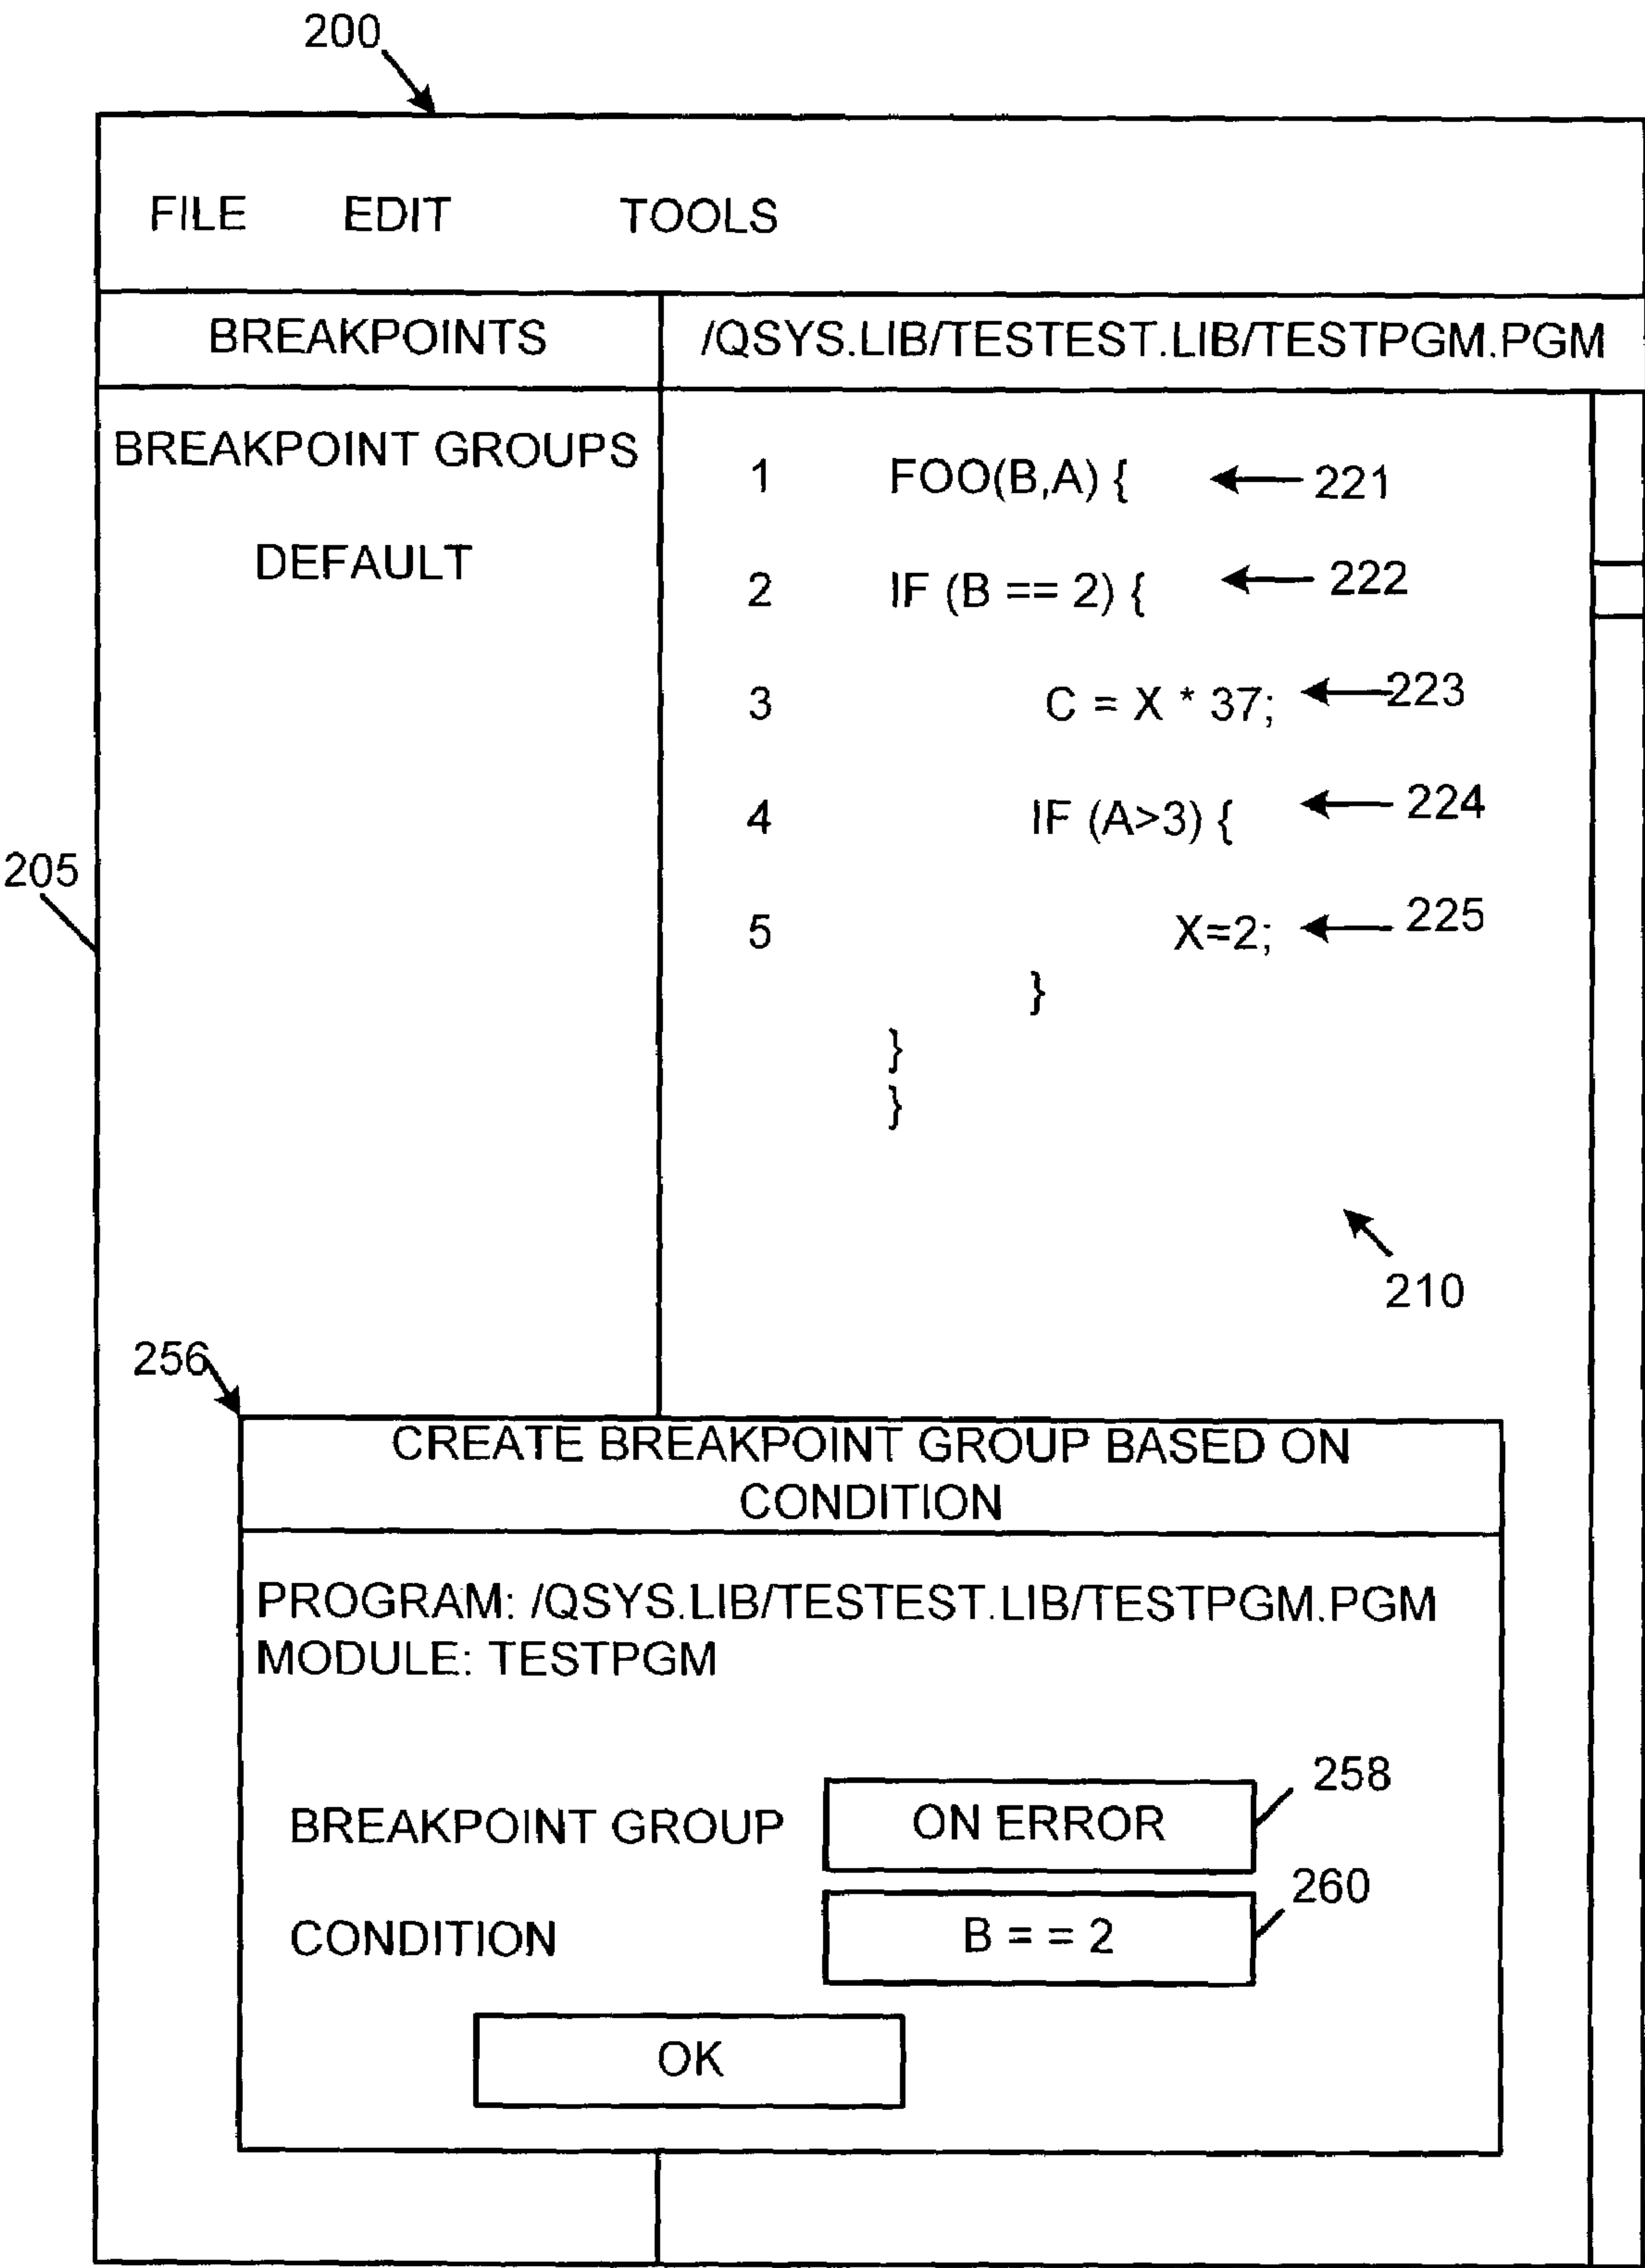 200
FILE EDIT TOOLS
BREAKPOINTS /QSYS.LIB/TESTEST.LIB/TESTPGM.PGM
BREAKPOINT GROUPS
DEFAULT
1 FOO(B,A) { 221
2 IF (B == 2) { 222
3 C = X * 37; 223
4 IF (A>3) { 224
205
5 X=2; 225
}
}
}
210
256
CREATE BREAKPOINT GROUP BASED ON
CONDITION
PROGRAM: /QSYS.LIB/TESTEST.LIB/TESTPGM.PGM
MODULE: TESTPGM
258
BREAKPOINT GROUP ON ERROR
260
CONDITION B = = 2
OK